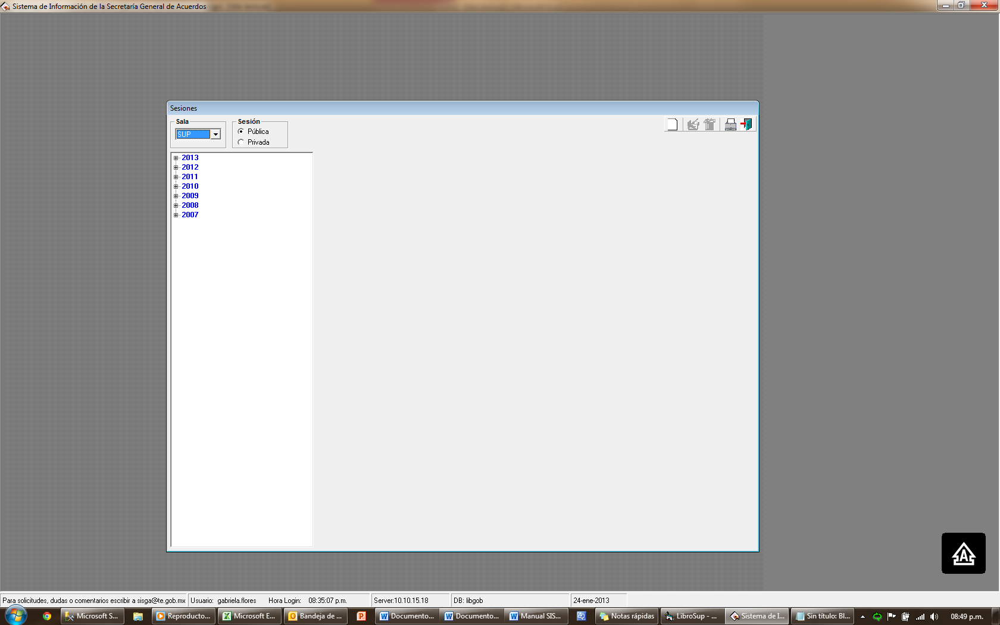 Sistema de Información de la Secretaría General de Acuerdos
Sesiones
Sala
Sesión
SUP
Pública
Privada
2013
2012
2011
2010
2009
2008
2007
A
Para solicitudes, dudas o comentarios escribir a sisga@te.gob.mx
Usuario: gabriela.flores
Hora Login: 08:35:07 p.m.
Server:10.10.15.18
DB: libgob
24-ene-2013
Microsoft S...
Reproducto...
Microsoft E...
Bandeja de ...
Documento...
Documento...
Manual SIS...
Notas rápidas
LibroSup - ...
Sistema de I...
Sin título: Bl...
08:49 p.m.